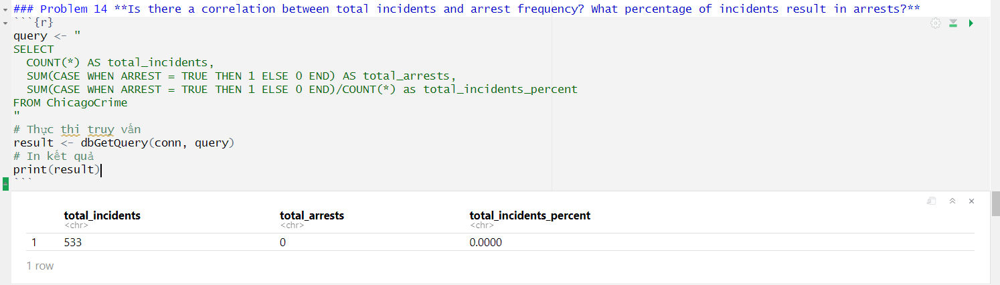 ### Problem 14 **Is there a correlation between total incidents and arrest frequency? What percentage of incidents result in arrests?**
```{r}
query <- "
SELECT
  COUNT(*) AS total_incidents,
  SUM(CASE WHEN ARREST = TRUE THEN 1 ELSE 0 END) AS total_arrests,
  SUM(CASE WHEN ARREST = TRUE THEN 1 ELSE 0 END)/COUNT(*) as total_incidents_percent
FROM ChicagoCrime
"
# Thực thi truy vấn
result <- dbGetQuery(conn, query)
# In kết quả
print(result)
```
total_incidents total_arrests total_incidents_percent
<chr> <chr> <chr>
1 533 0 0.0000
1 row